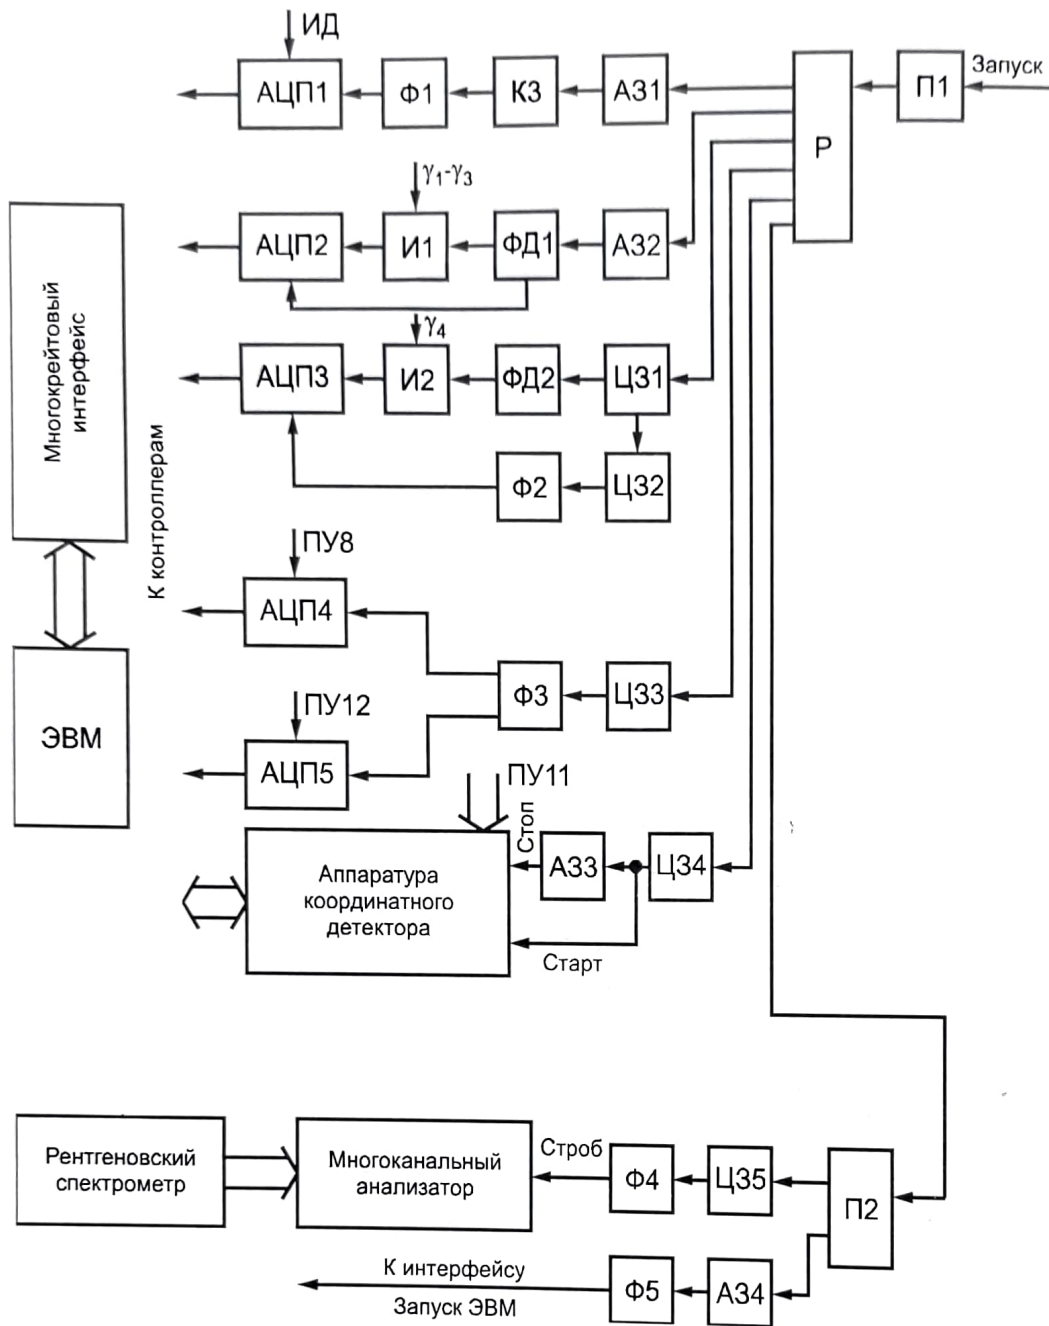 ИД
АЦП1
Ф1
К3
АЗ1
Р
П1
Запуск
γ1-γ3
АЦП2
И1
ФД1
АЗ2
Многокрейтовый
интерфейс
γ4
АЦП3
И2
ФД2
ЦЗ1
Ф2
ЦЗ2
К контроллерам
ПУ8
АЦП4
Ф3
ЦЗ3
ЭВМ
ПУ12
АЦП5
ПУ11
Стоп
АЗ3
ЦЗ4
Аппаратура
координатного
детектора
Старт
Рентгеновский
спектрометр
Многоканальный
анализатор
Строб
Ф4
ЦЗ5
П2
К интерфейсу
Запуск ЭВМ
Ф5
АЗ4